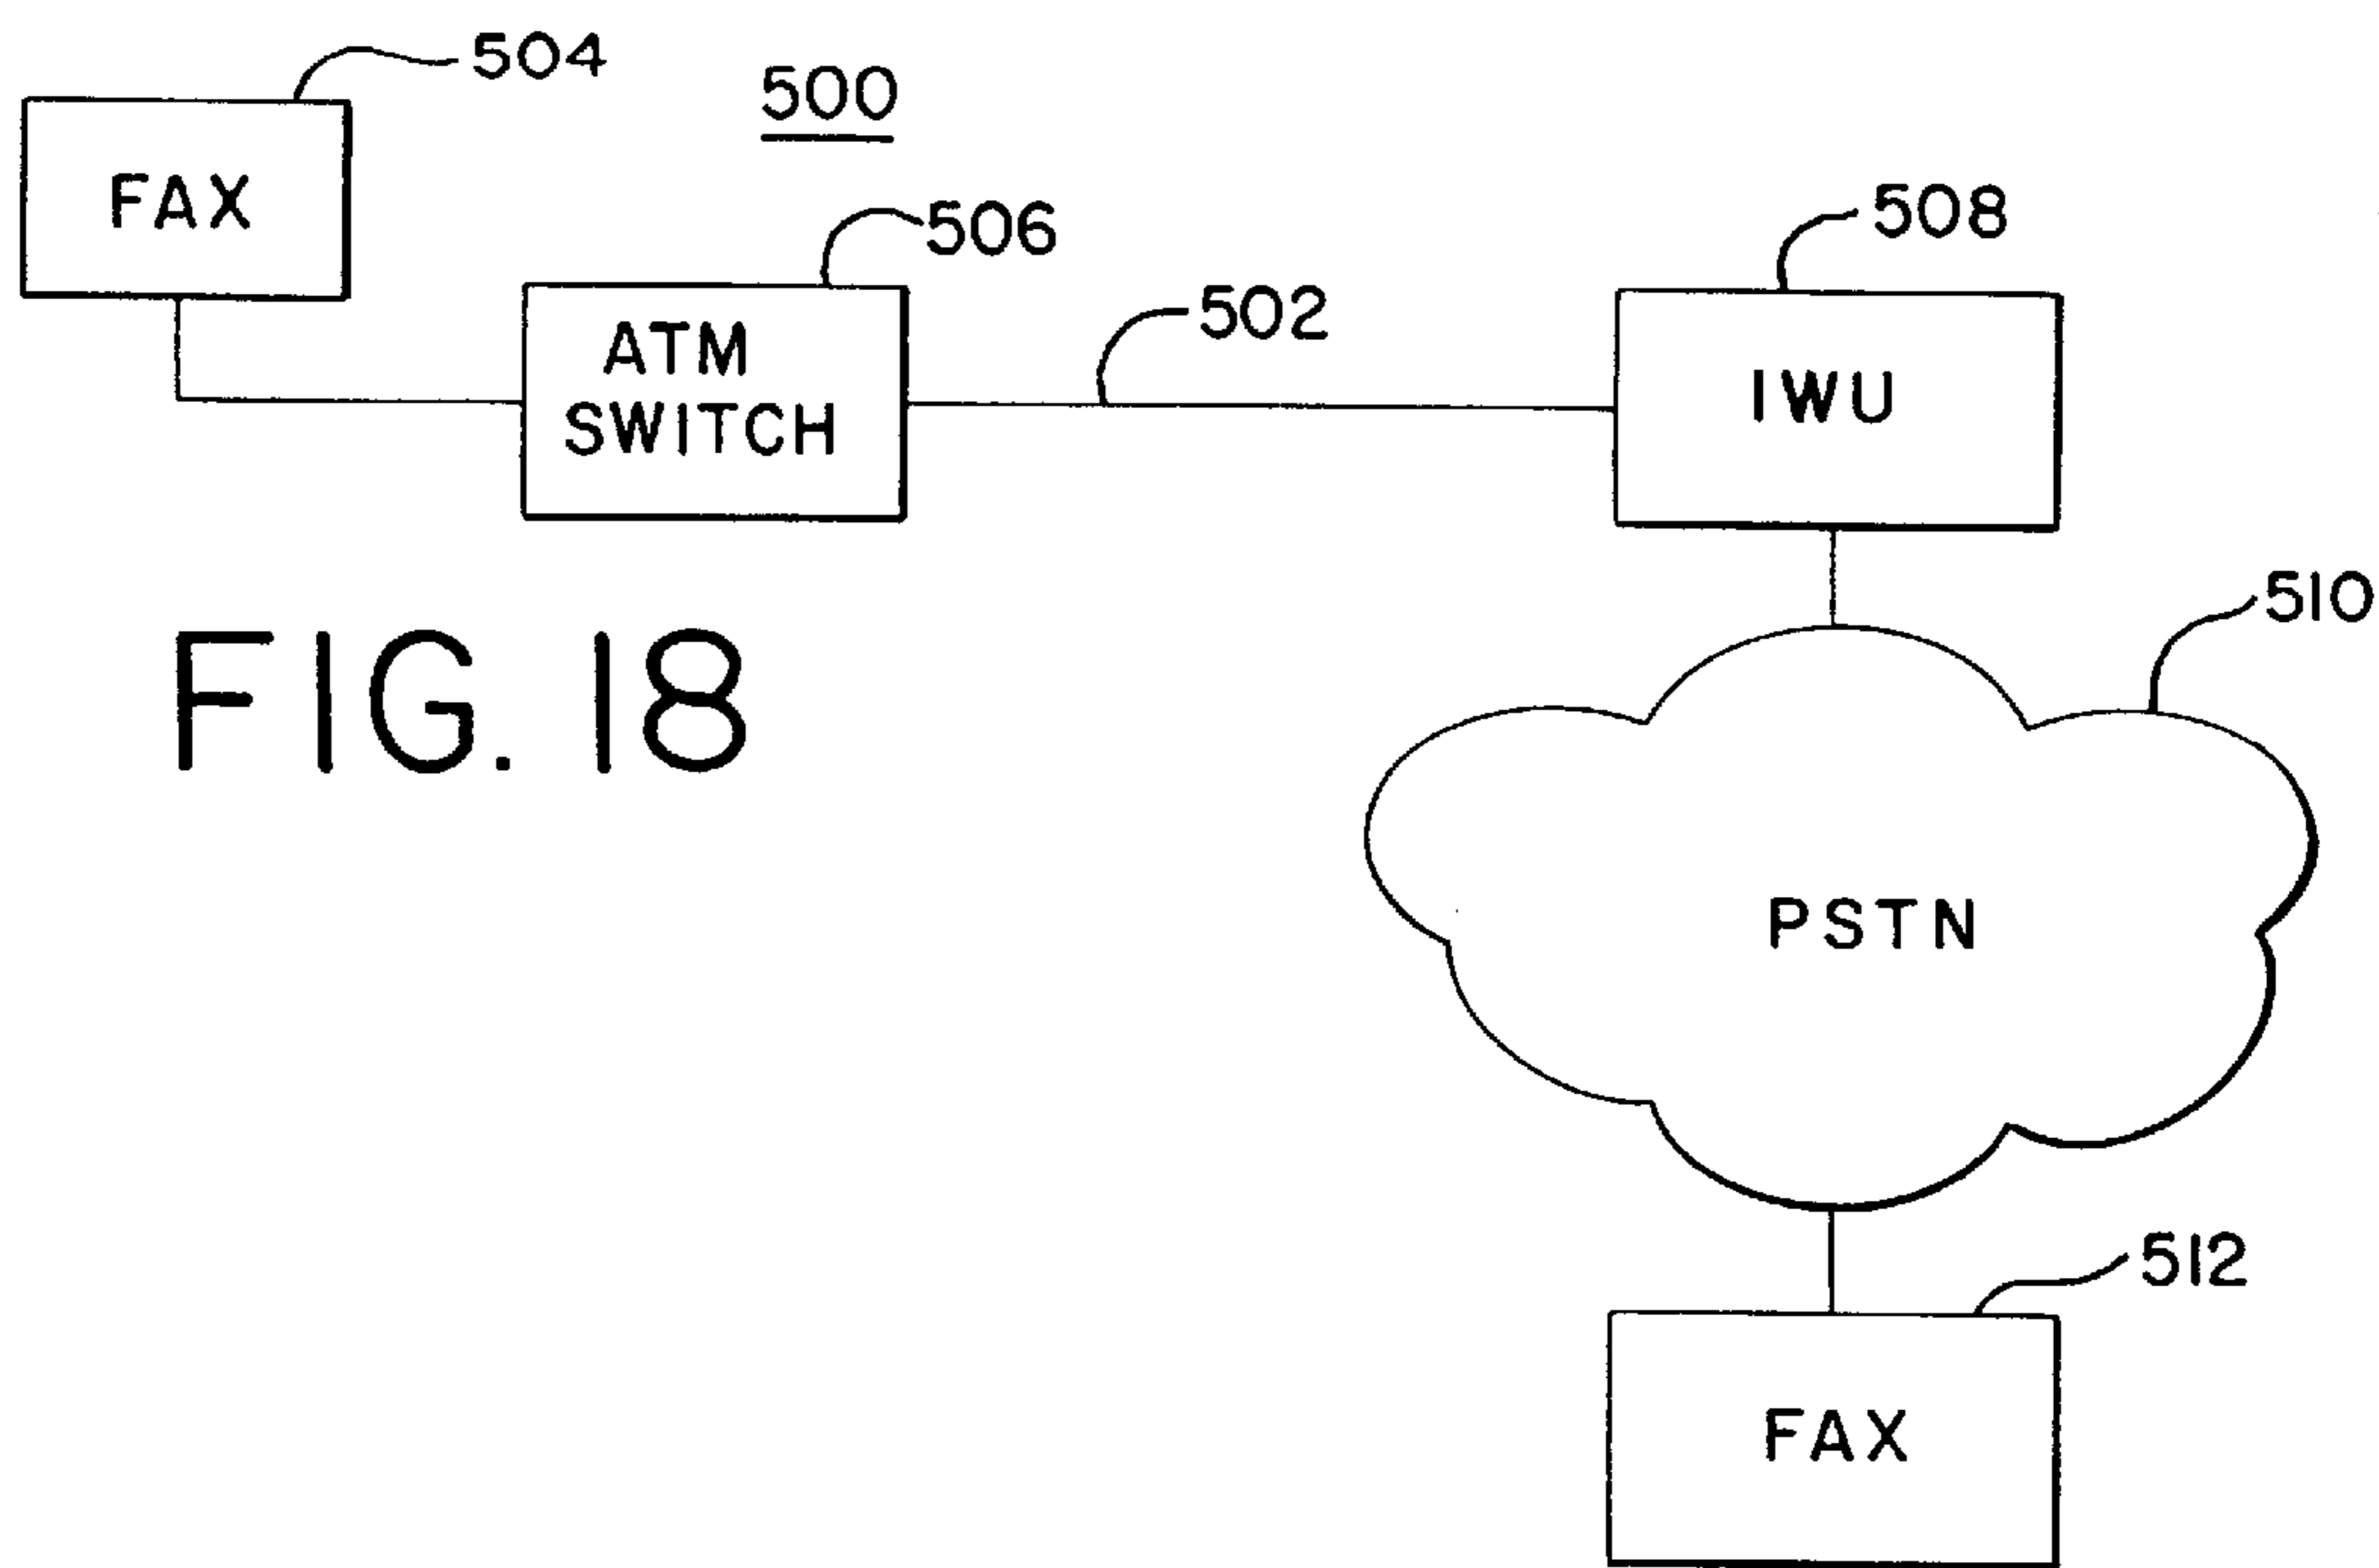 504
500
FAX
506
508
502
ATM
SWITCH
IWU
510
FIG. 18
PSTN
512
FAX